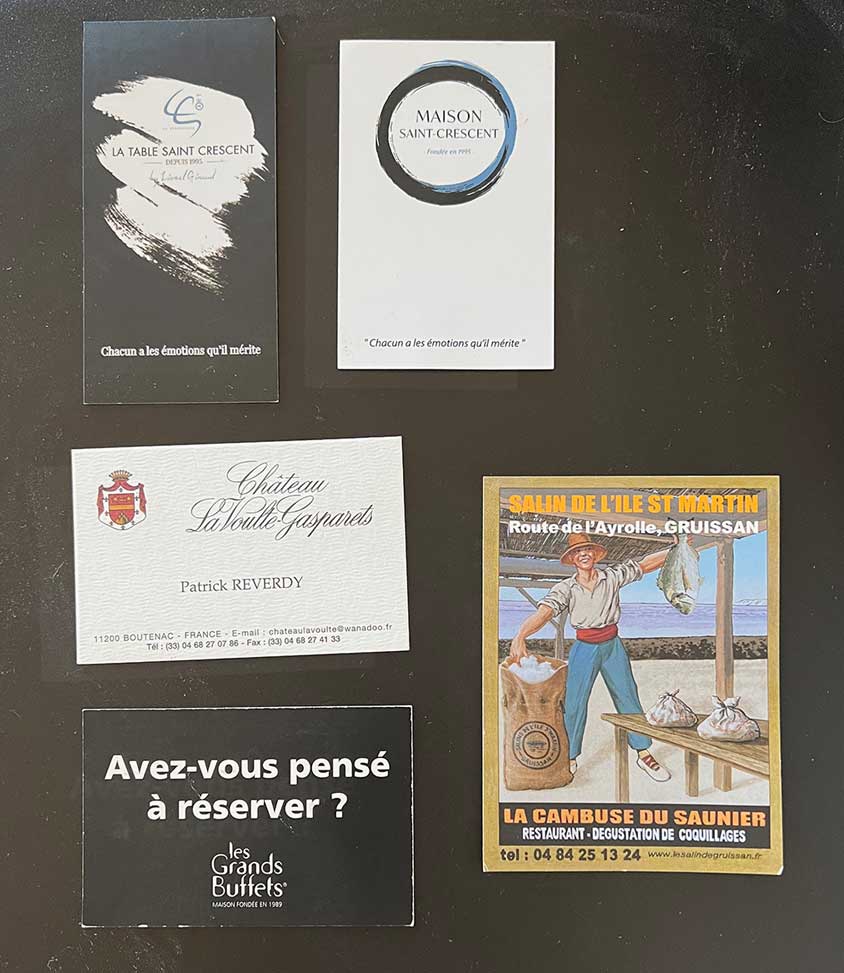 LA TABLE SAINT CRESCENT
DEPUIS 1995
by Lionel Giraud
Chacun a les émotions qu'il mérite
MAISON
SAINT-CRESCENT
- Fondée en 1995 -
" Chacun a les émotions qu'il mérite "
Château
La Voulte-Gasparets
Patrick REVERDY
11200 BOUTENAC - FRANCE - E-mail : chateaulavoulte@wanadoo.fr
Tél : (33) 04 68 27 07 86 - Fax : (33) 04 68 27 41 33
Avez-vous pensé
à réserver ?
les
Grands
Buffets®
MAISON FONDÉE EN 1989
SALIN DE L'ILE ST MARTIN
Route de l'Ayrolle, GRUISSAN
GRUISSAN
LA CAMBUSE DU SAUNIER
RESTAURANT - DEGUSTATION DE COQUILLAGES
tel : 04 84 25 13 24 www.lesalindegruissan.fr